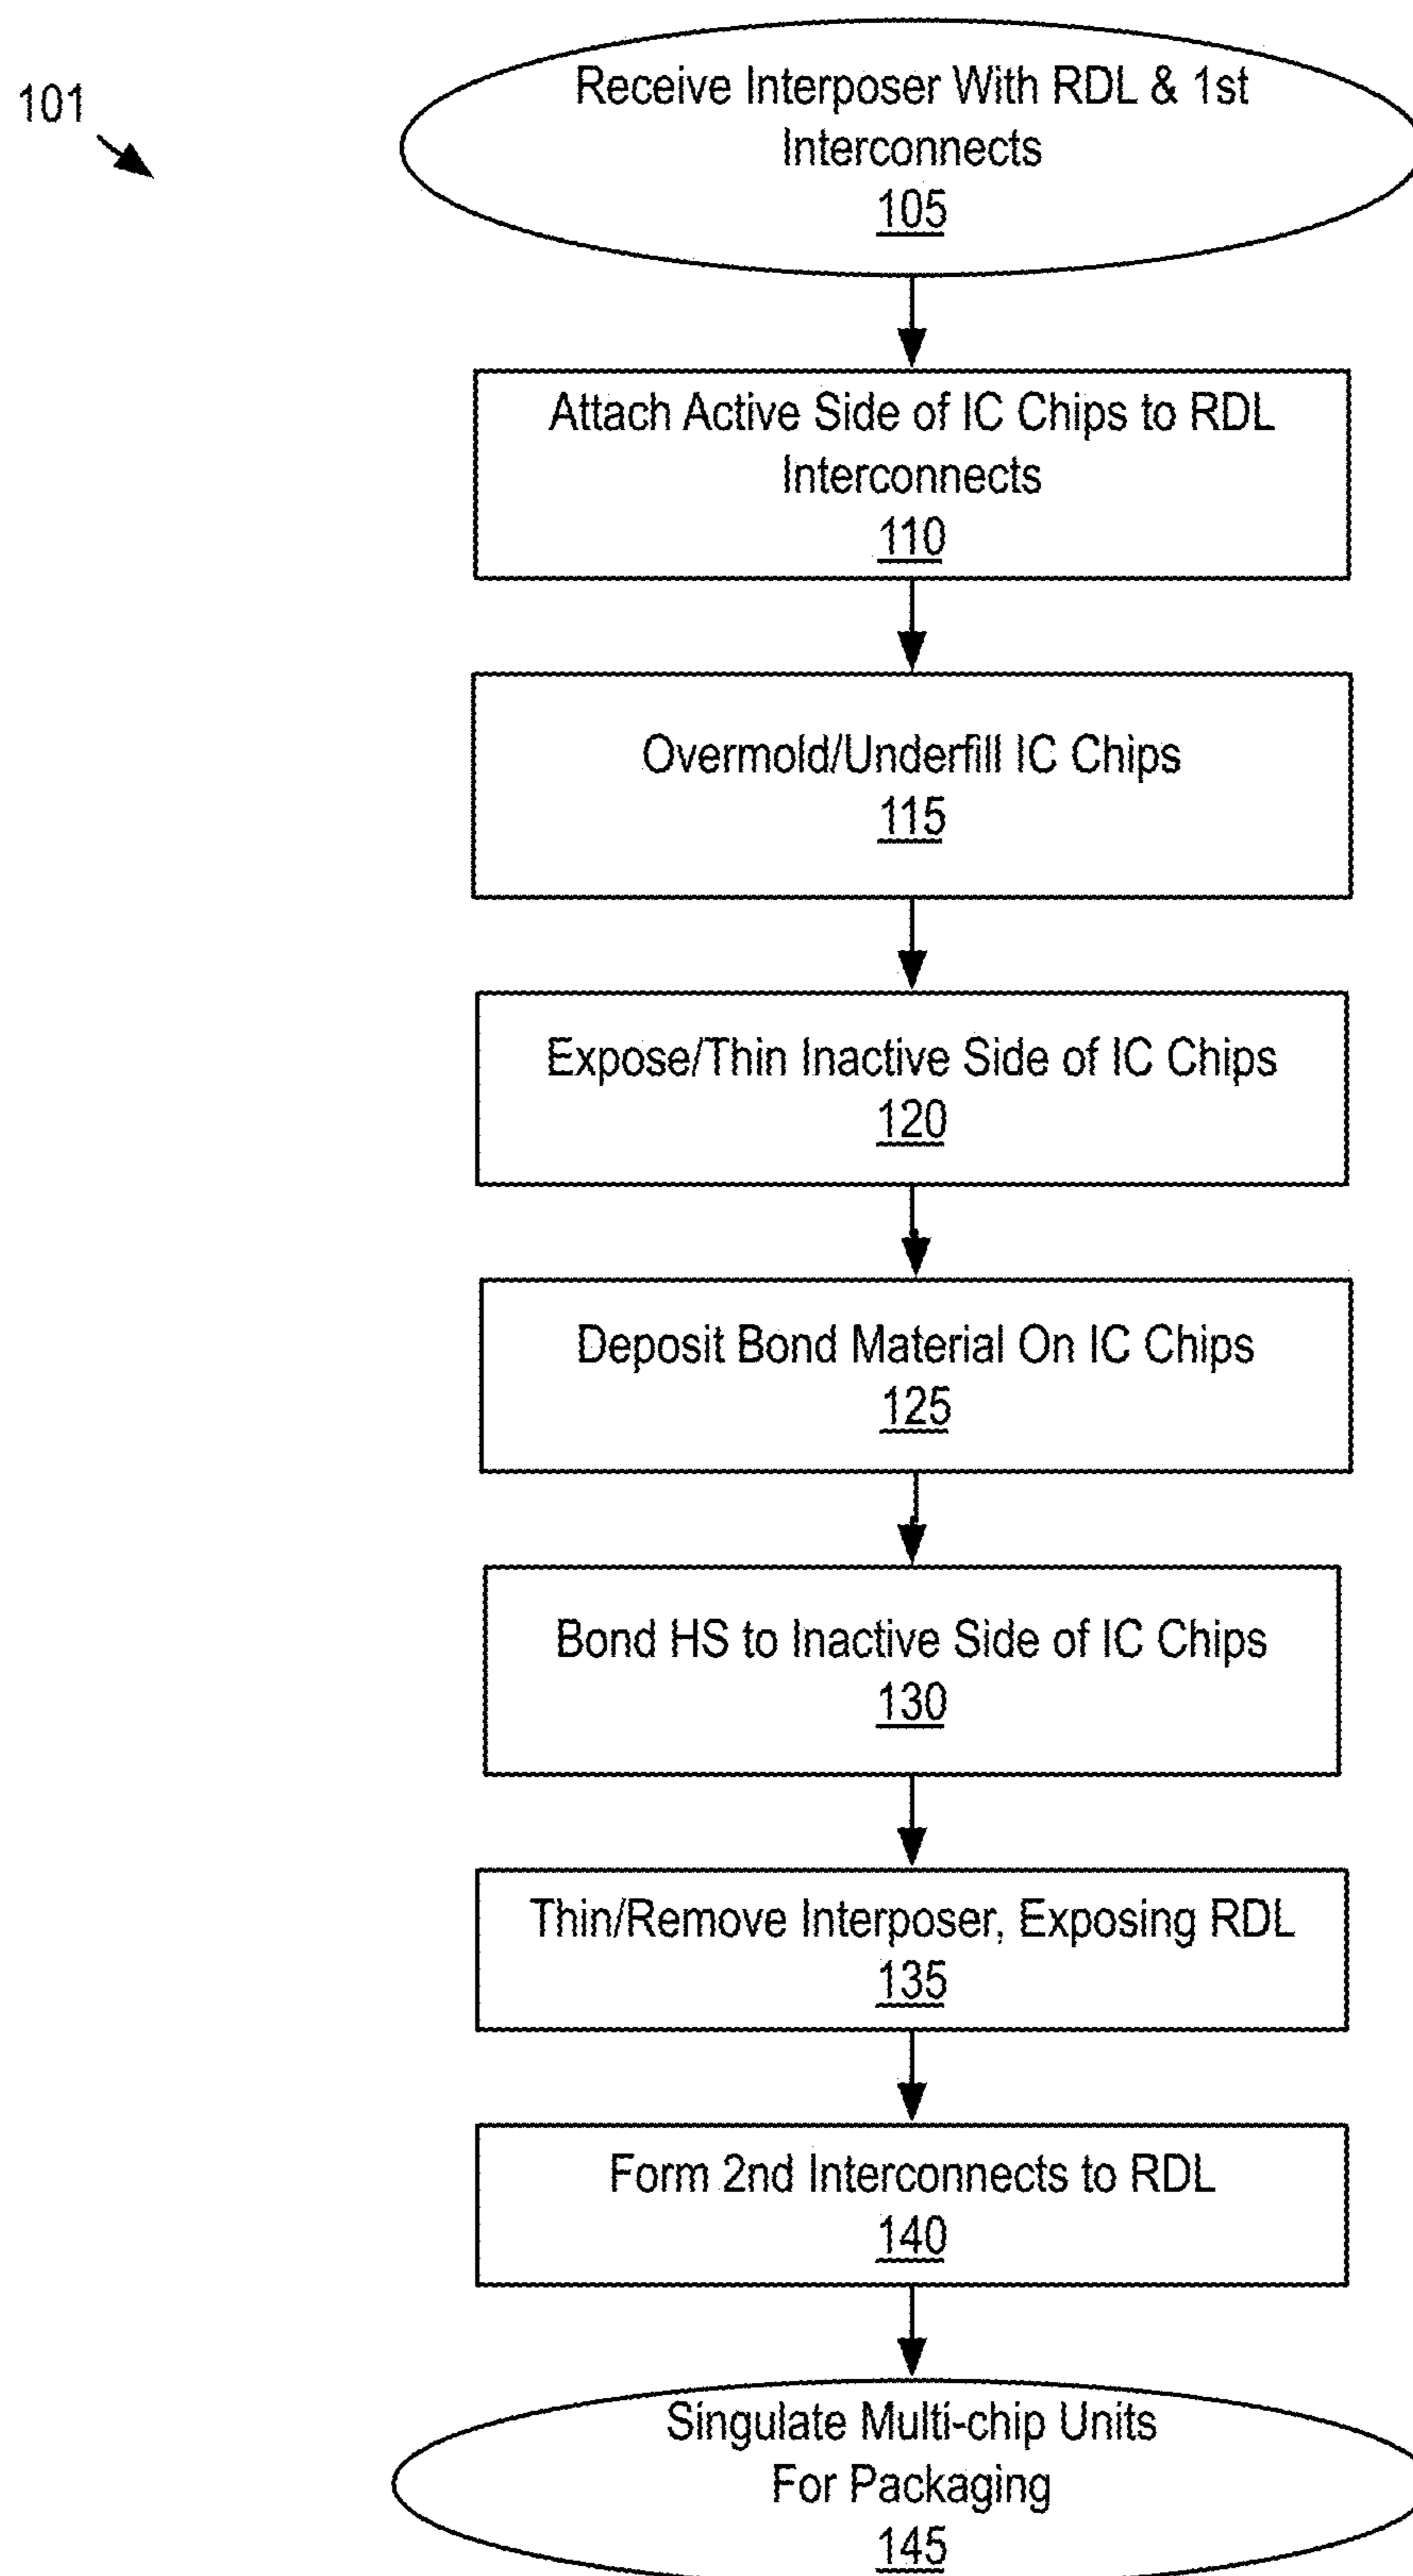 101
Receive Interposer With RDL & 1st
Interconnects
105
Attach Active Side of IC Chips to RDL
Interconnects
110
Overmold/Underfill IC Chips
115
Expose/Thin Inactive Side of IC Chips
120
Deposit Bond Material On IC Chips
125
Bond HS to Inactive Side of IC Chips
130
Thin/Remove Interposer, Exposing RDL
135
Form 2nd Interconnects to RDL
140
Singulate Multi-chip Units
For Packaging
145